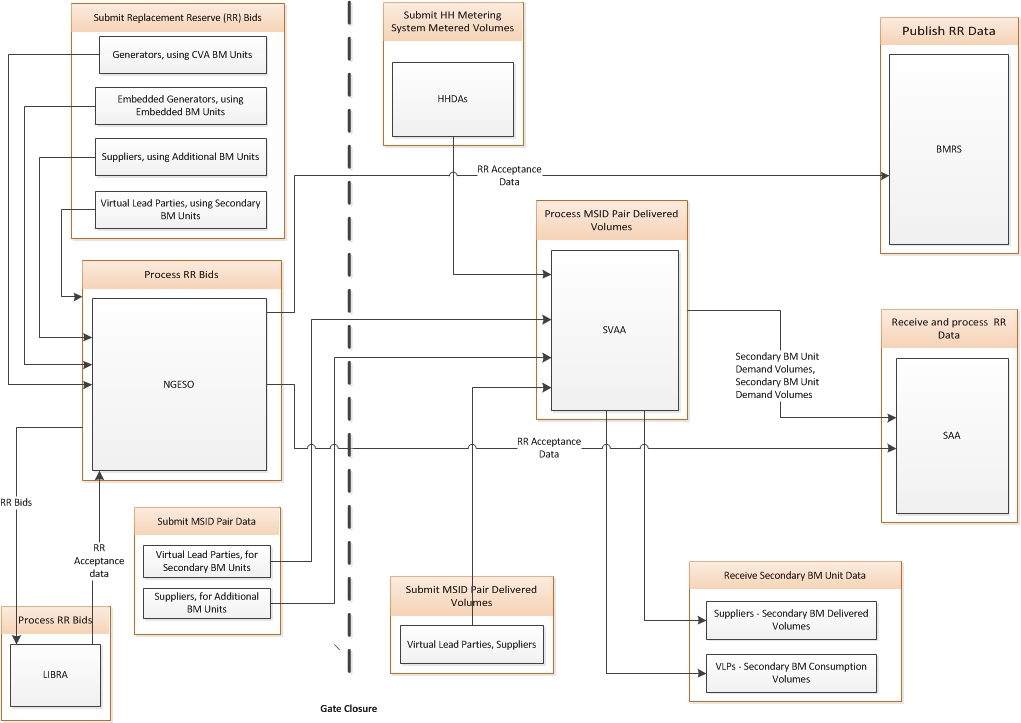 Submit Replacement Reserve (RR) Bids
Generators, using CVA BM Units
Embedded Generators, using
Embedded BM Units
Suppliers, using Additional BM Units
Virtual Lead Parties, using Secondary
BM Units
Submit HH Metering
System Metered Volumes
HHDAs
Publish RR Data
BMRS
RR Acceptance
Data
Process MSID Pair Delivered
Volumes
SVAA
Process RR Bids
NGESO
Receive and process RR
Data
SAA
Secondary BM Unit
Demand Volumes,
Secondary BM Unit
Demand Volumes
RR Acceptance
Data
RR Bids
RR
Acceptance
data
Submit MSID Pair Data
Virtual Lead Parties, for
Secondary BM Units
Suppliers, for Additional
BM Units
Process RR Bids
LIBRA
Submit MSID Pair Delivered
Volumes
Virtual Lead Parties, Suppliers
Receive Secondary BM Unit Data
Suppliers - Secondary BM Delivered
Volumes
VLPs - Secondary BM Consumption
Volumes
Gate Closure